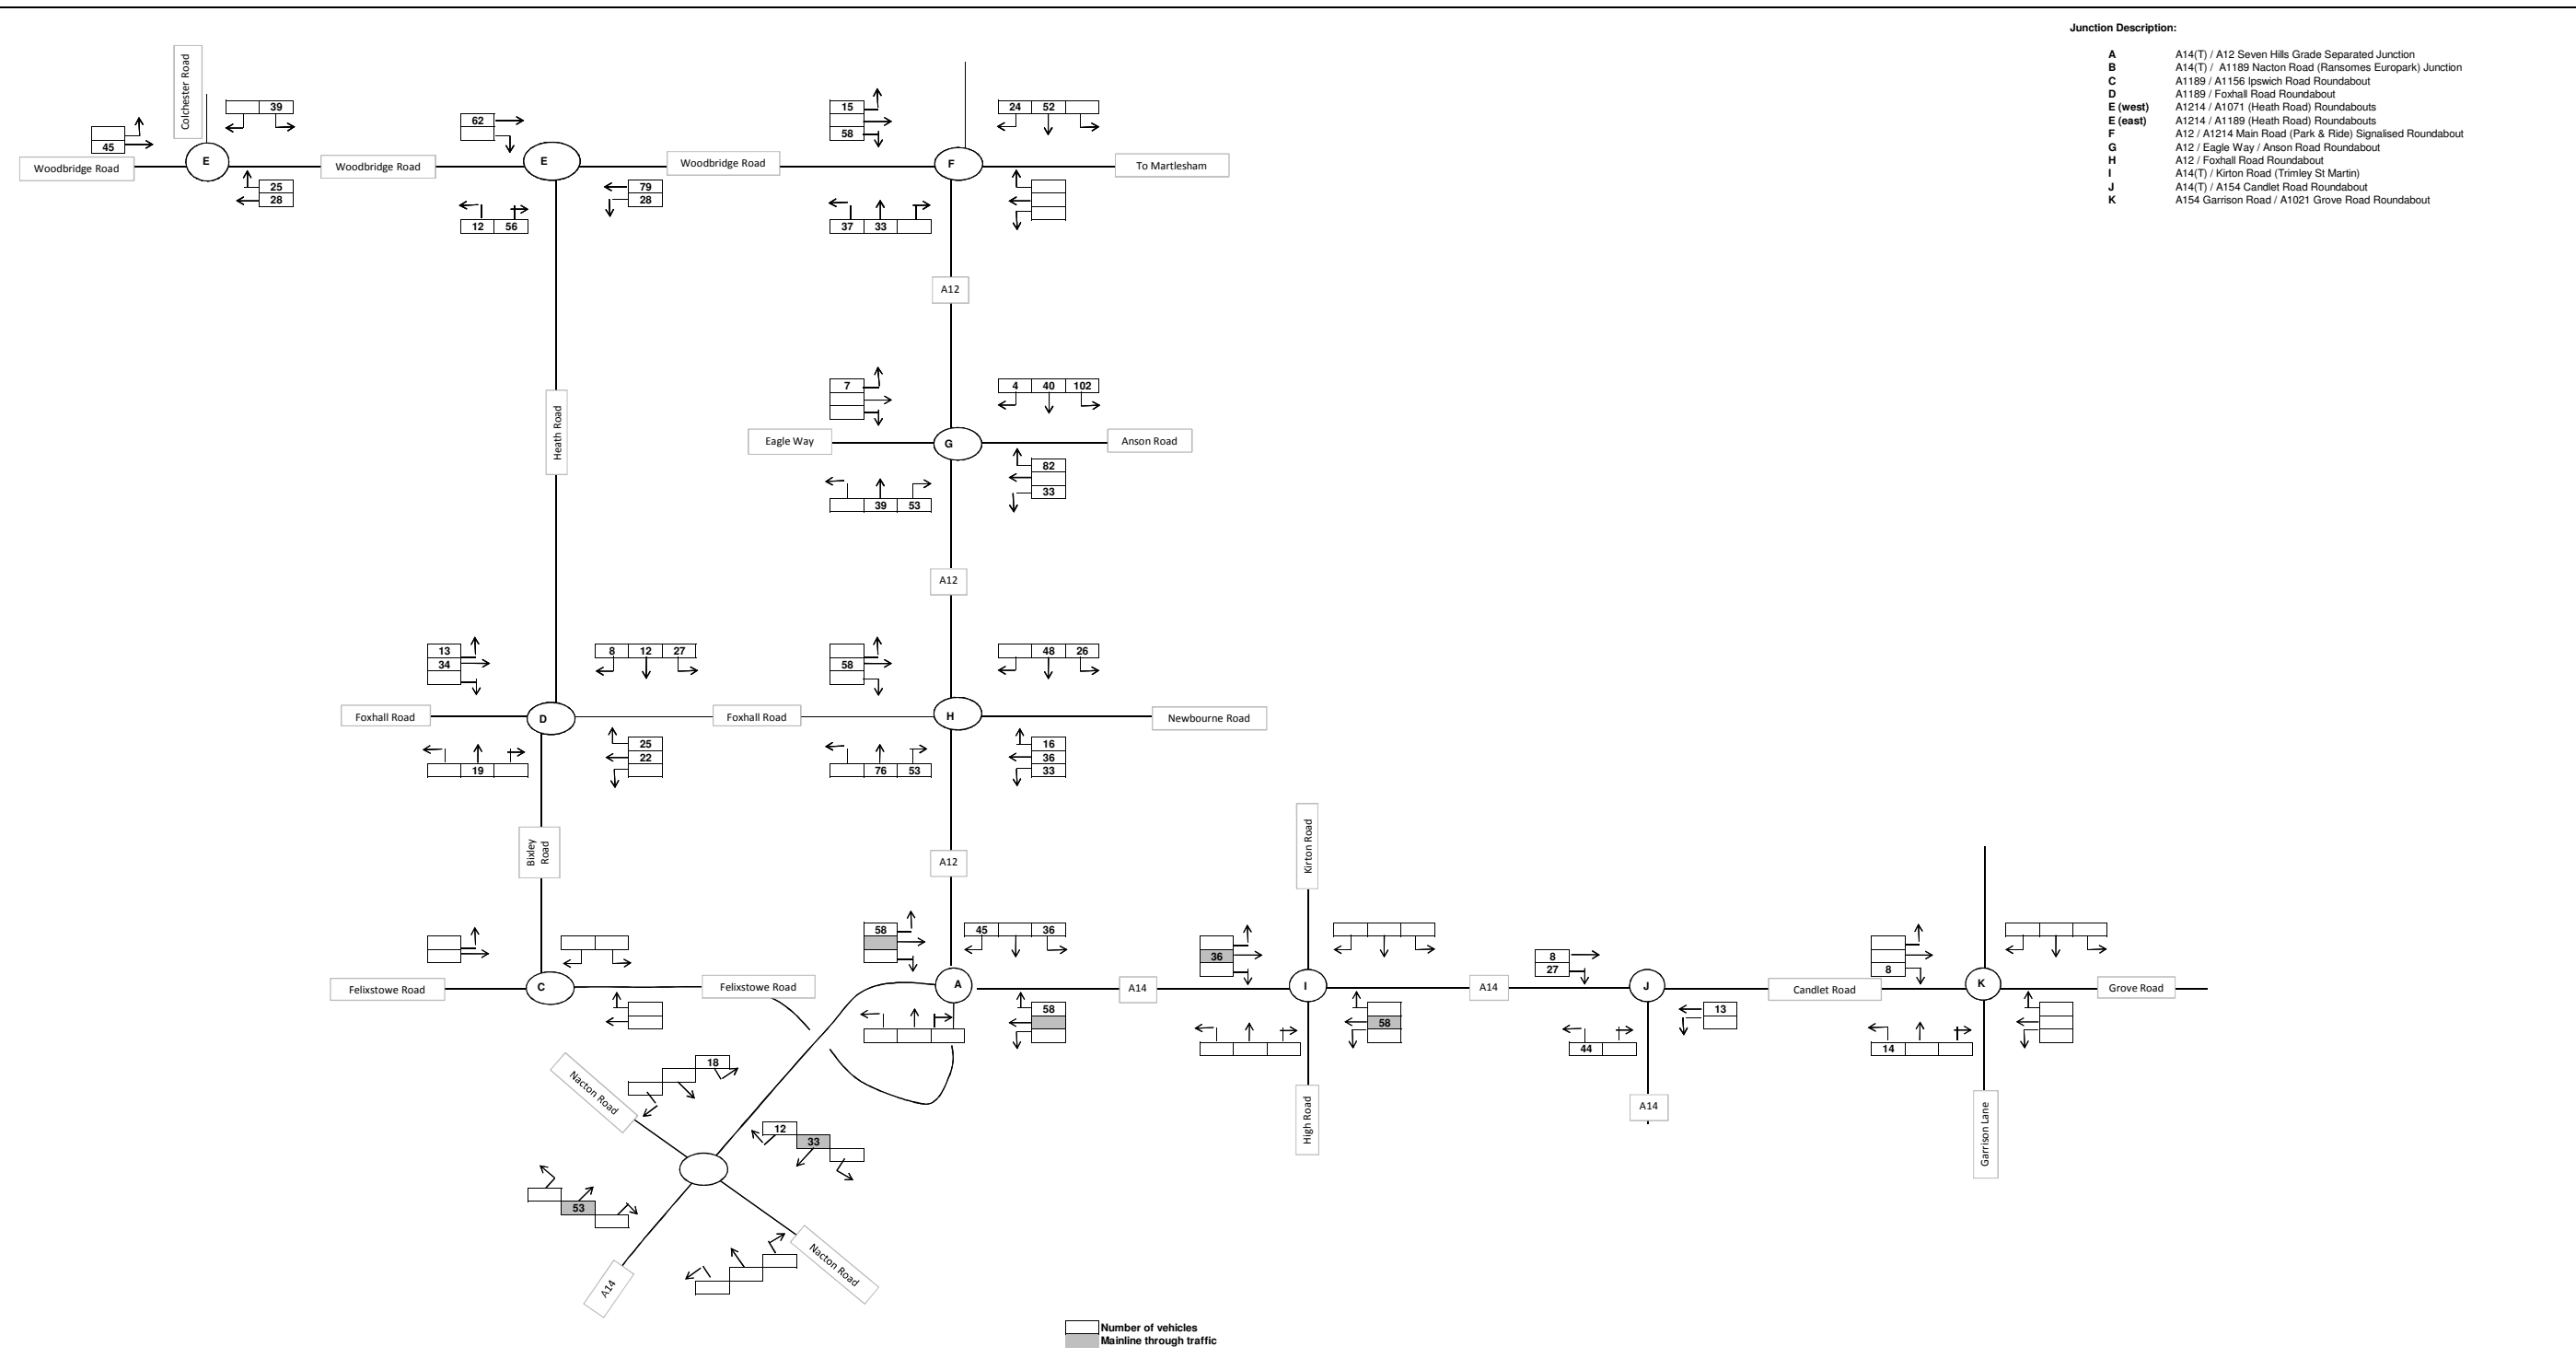 Junction Description:
A A14(T) / A12 Seven Hills Grade Separated Junction
B A14(T) / A1189 Nacton Road (Ransomes Europark) Junction
C A1189 / A1156 Ipswich Road Roundabout
D A1189 / Foxhall Road Roundabout
E (west) A1214 / A1071 (Heath Road) Roundabouts
E (east) A1214 / A1189 (Heath Road) Roundabouts
F A12 / A1214 Main Road (Park & Ride) Signalised Roundabout
G A12 / Eagle Way / Anson Road Roundabout
H A12 / Foxhall Road Roundabout
I A14(T) / Kirton Road (Trimley St Martin)
J A14(T) / A154 Candlet Road Roundabout
K A154 Garrison Road / A1021 Grove Road Roundabout
Colchester Road
39
45
62
15
58
24 52
Woodbridge Road
E
Woodbridge Road
E
Woodbridge Road
F
To Martlesham
25
28
79
28
12 56
37 33
A12
Heath Road
7
4 40 102
Eagle Way
G
Anson Road
82
33
39 53
A12
13
34
8 12 27
58
48 26
Foxhall Road
D
Foxhall Road
H
Newbourne Road
19
25
22
76 53
16
36
33
Bixley
Road
A12
Kirton Road
58
45 36
36
8
27
8
Felixstowe Road
C
Felixstowe Road
A
A14
I
A14
J
Candlet Road
K
Grove Road
58
58
44
13
14
High Road
A14
Garrison Lane
Nacton Road
18
12
33
53
Nacton Road
A14
Number of vehicles
Mainline through traffic